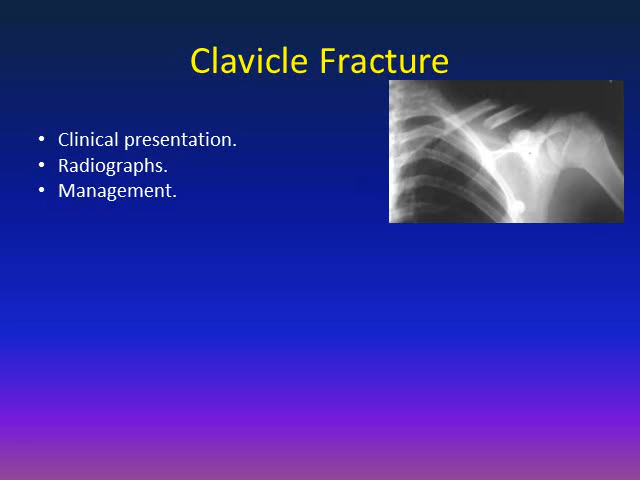 Clavicle Fracture
• Clinical presentation.
• Radiographs.
• Management.